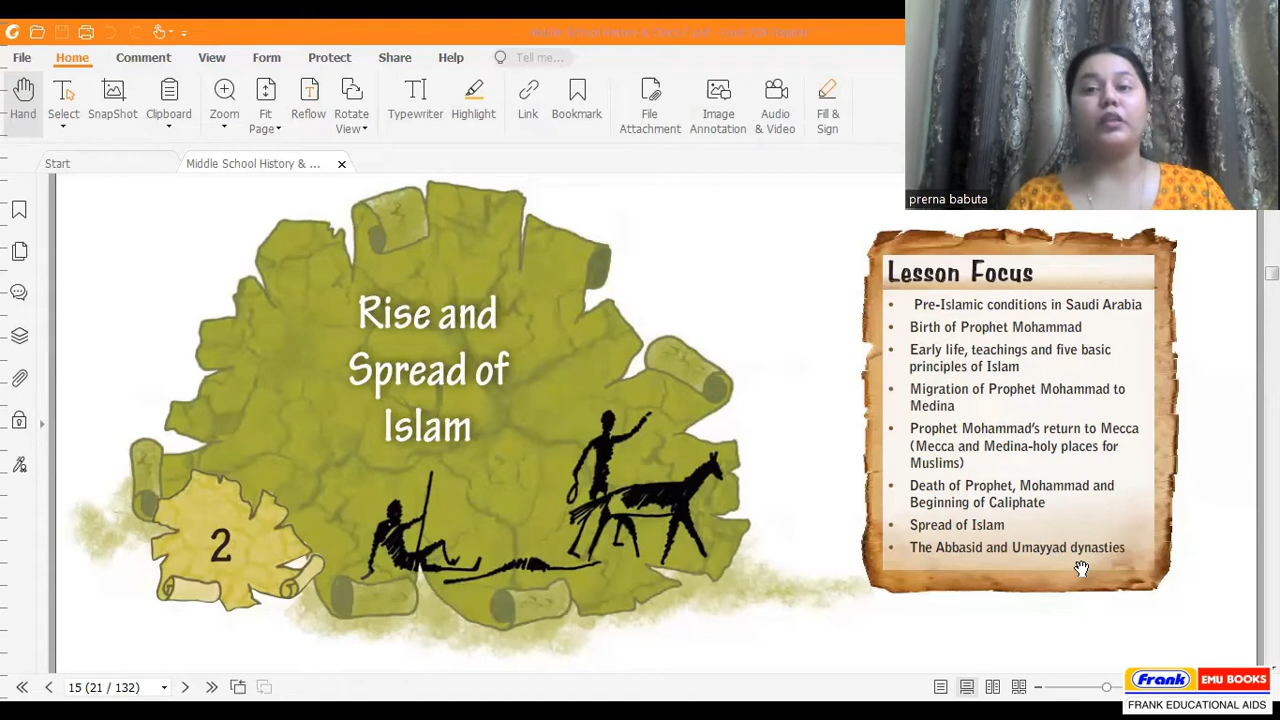 File Home Comment View Form Protect Share Help Tell me...
Hand Select SnapShot Clipboard Zoom Fit Page Reflow Rotate View Typewriter Highlight Link Bookmark File Attachment Image Annotation Audio & Video Fill & Sign
Start Middle School History & ...
prerna babuta
Rise and
Spread of
Islam
2
Lesson Focus
• Pre-Islamic conditions in Saudi Arabia
• Birth of Prophet Mohammad
• Early life, teachings and five basic
principles of Islam
• Migration of Prophet Mohammad to
Medina
• Prophet Mohammad's return to Mecca
(Mecca and Medina-holy places for
Muslims)
• Death of Prophet, Mohammad and
Beginning of Caliphate
• Spread of Islam
• The Abbasid and Umayyad dynasties
15 (21 / 132)
Frank EMU BOOKS
FRANK EDUCATIONAL AIDS